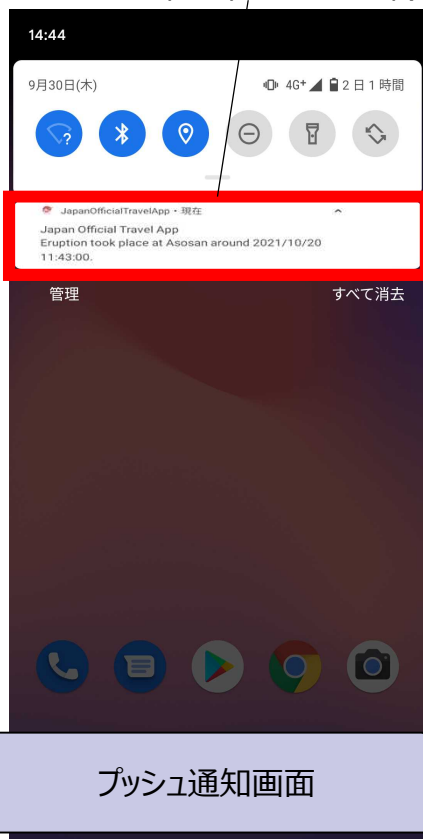 14:44
9月30日(木)
4G+ 2 日 1 時間
JapanOfficialTravelApp • 現在
Japan Official Travel App
Eruption took place at Asosan around 2021/10/20
11:43:00.
管理
すべて消去
プッシュ通知画面